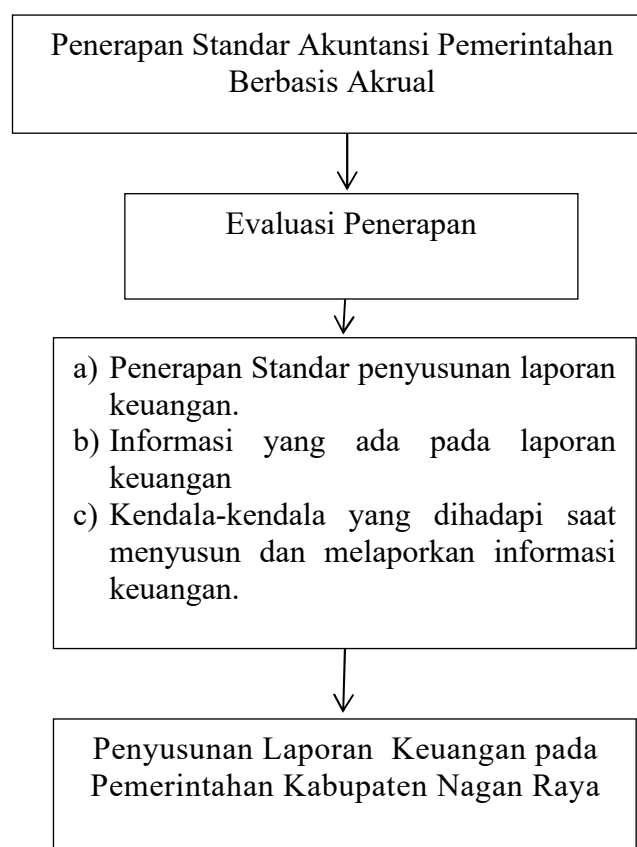 Penerapan Standar Akuntansi Pemerintahan
Berbasis Akrual
Evaluasi Penerapan
a) Penerapan Standar penyusunan laporan
keuangan.
b) Informasi yang ada pada laporan
keuangan
c) Kendala-kendala yang dihadapi saat
menyusun dan melaporkan informasi
keuangan.
Penyusunan Laporan Keuangan pada
Pemerintahan Kabupaten Nagan Raya